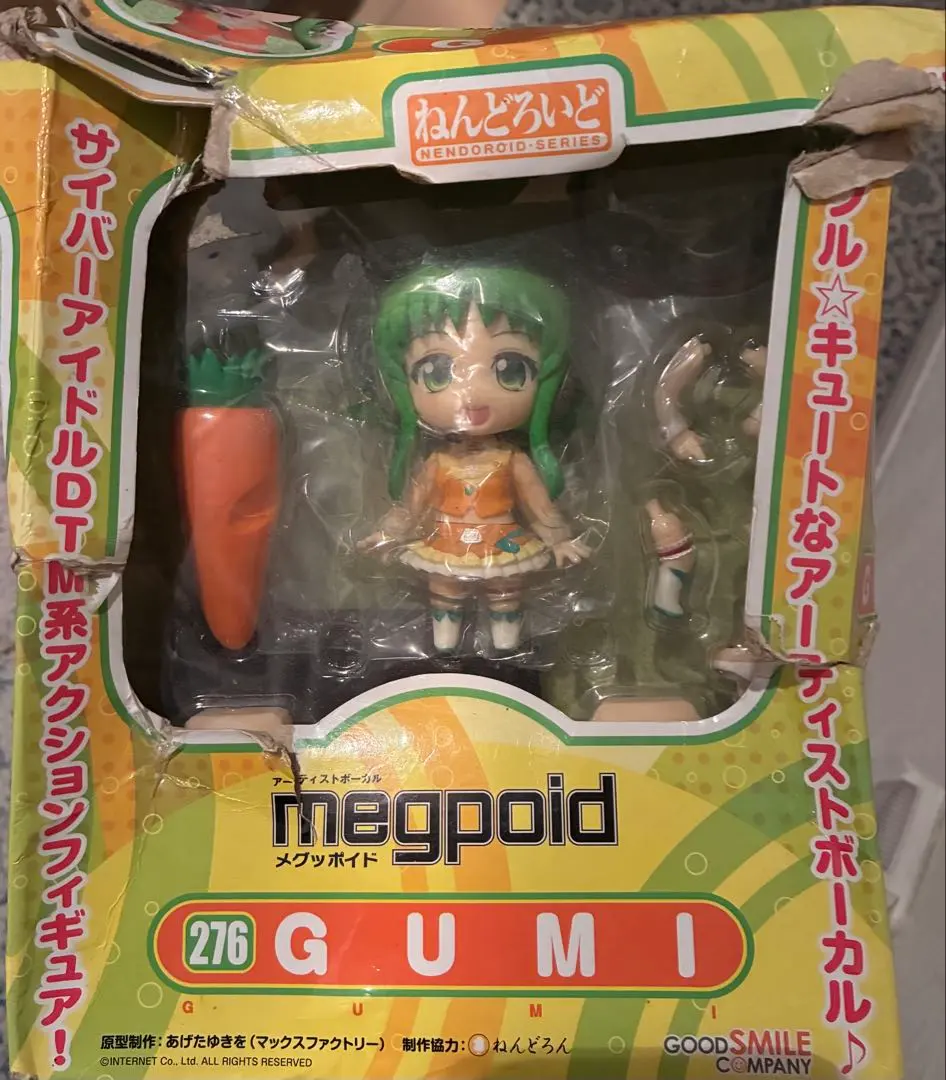 ねんどろいど
NENDOROID·SERIES
サイバーアイドルDTM系アクションフィギュア!
ル☆キュートなアーティストボーカル♪
アーティストボーカル
megpoid
メグッポイド
276 GUMI
G U M I
原型制作:あげたゆきを(マックスファクトリー) 制作協力:ねんどろん
©INTERNET Co., Ltd. ALL RIGHTS RESERVED
GOOD SMILE
COMPANY